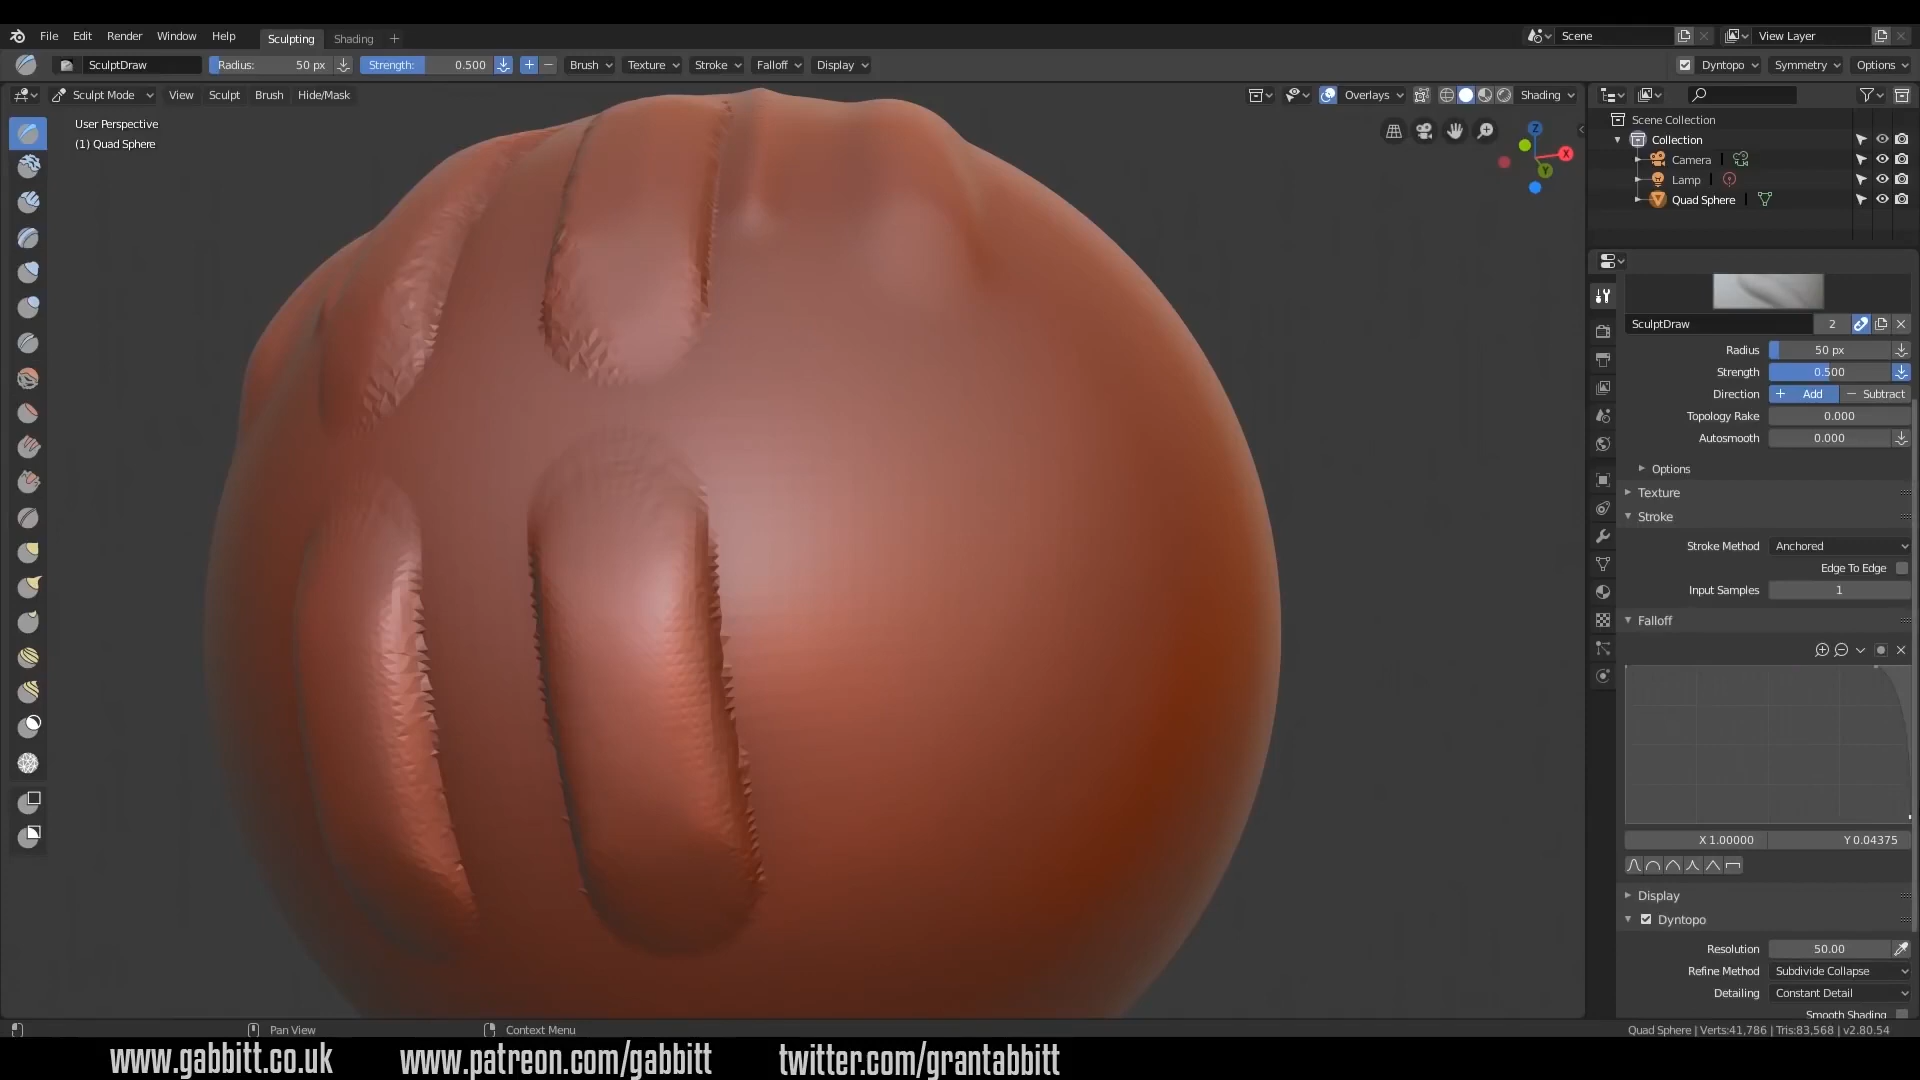 File Edit Render Window Help Sculpting Shading + Scene View Layer
SculptDraw Radius: 50 px Strength: 0.500 + − Brush Texture Stroke Falloff Display Dyntopo Symmetry Options
Sculpt Mode View Sculpt Brush Hide/Mask Overlays Shading
User Perspective
(1) Quad Sphere
Z
X
Y
Scene Collection
Collection
Camera
Lamp
Quad Sphere
SculptDraw 2
Radius 50 px
Strength 0.500
Direction + Add − Subtract
Topology Rake 0.000
Autosmooth 0.000
Options
Texture
Stroke
Stroke Method Anchored
Edge To Edge
Input Samples 1
Falloff
X 1.00000 Y 0.04375
Display
Dyntopo
Resolution 50.00
Refine Method Subdivide Collapse
Detailing Constant Detail
Smooth Shading
Pan View Context Menu Quad Sphere | Verts:41,786 | Tris:83,568 | v2.80.54
www.gabbitt.co.uk www.patreon.com/gabbitt twitter.com/grantabbitt